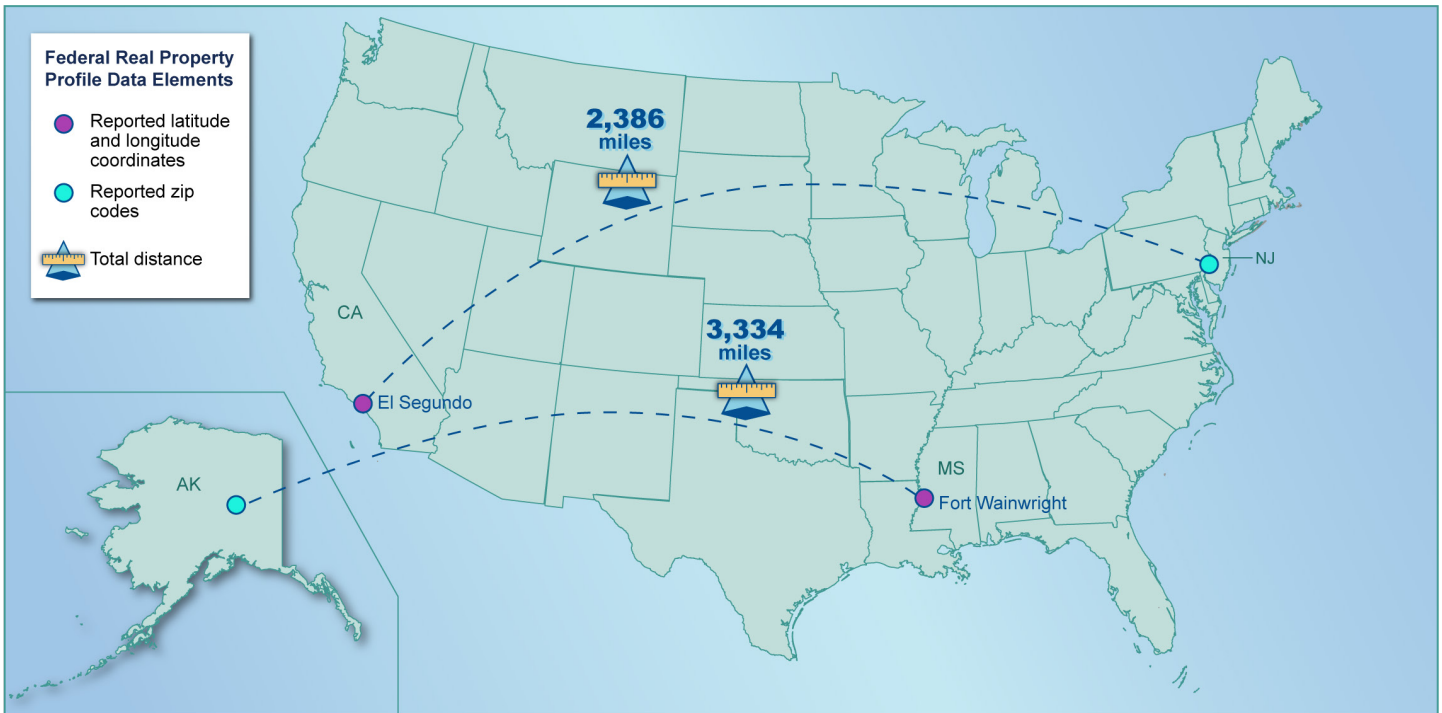 Federal Real Property
Profile Data Elements
Reported latitude
and longitude
coordinates
Reported zip
codes
Total distance
2,386
miles
NJ
CA
3,334
miles
El Segundo
MS
AK
Fort Wainwright